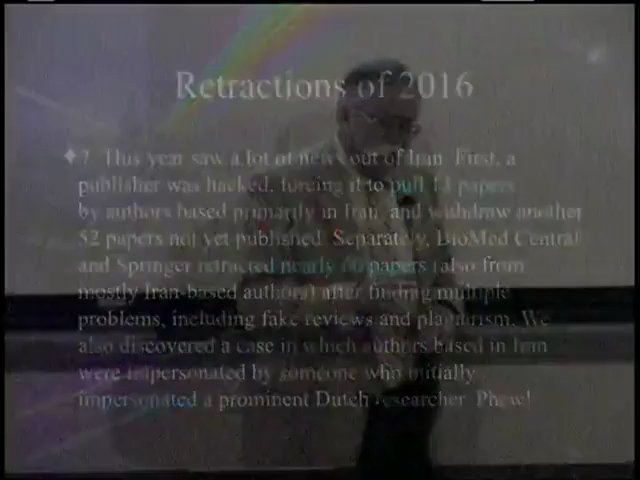 Retractions of 2016
7. This year saw a lot of news out of Iran. First, a
publisher was hacked, forcing it to pull 14 papers
by authors based primarily in Iran, and withdraw another
52 papers not yet published. Separately, BioMed Central
and Springer retracted nearly 60 papers (also from
mostly Iran-based authors) after finding multiple
problems, including fake reviews and plagiarism. We
also discovered a case in which authors based in Iran
were impersonated by someone who initially
impersonated a prominent Dutch researcher. Phew!